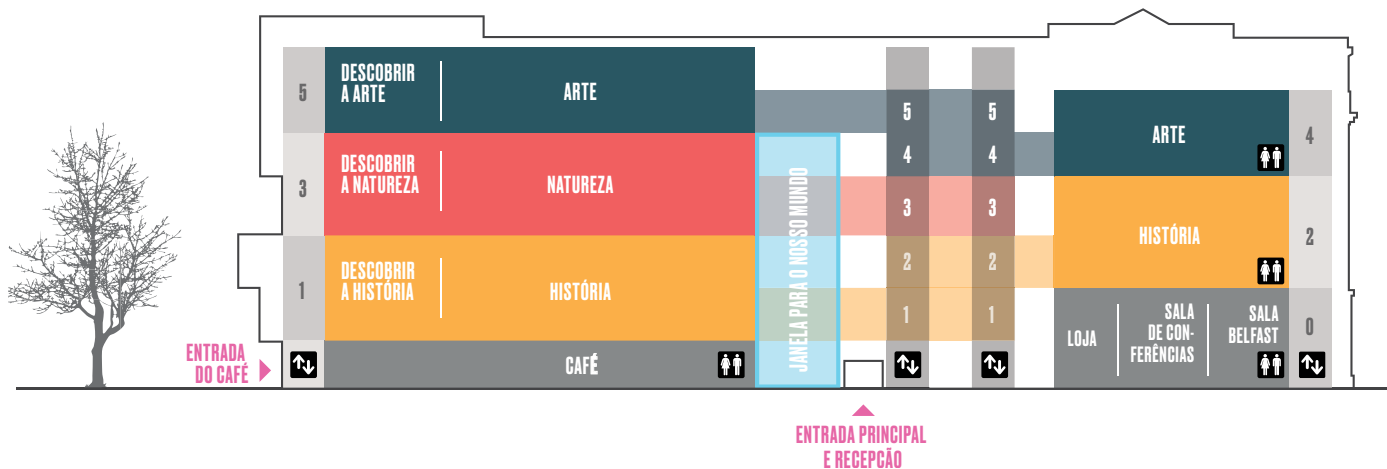 5
DESCOBRIR
A ARTE
ARTE
3
DESCOBRIR
A NATUREZA
NATUREZA
1
DESCOBRIR
A HISTÓRIA
HISTÓRIA
CAFÉ
ENTRADA
DO CAFÉ
JANELA PARA O NOSSO MUNDO
5
4
3
2
1
5
4
3
2
1
ARTE
4
HISTÓRIA
2
LOJA
SALA
DE CON-
FERÊNCIAS
SALA
BELFAST
0
ENTRADA PRINCIPAL
E RECEPÇÃO